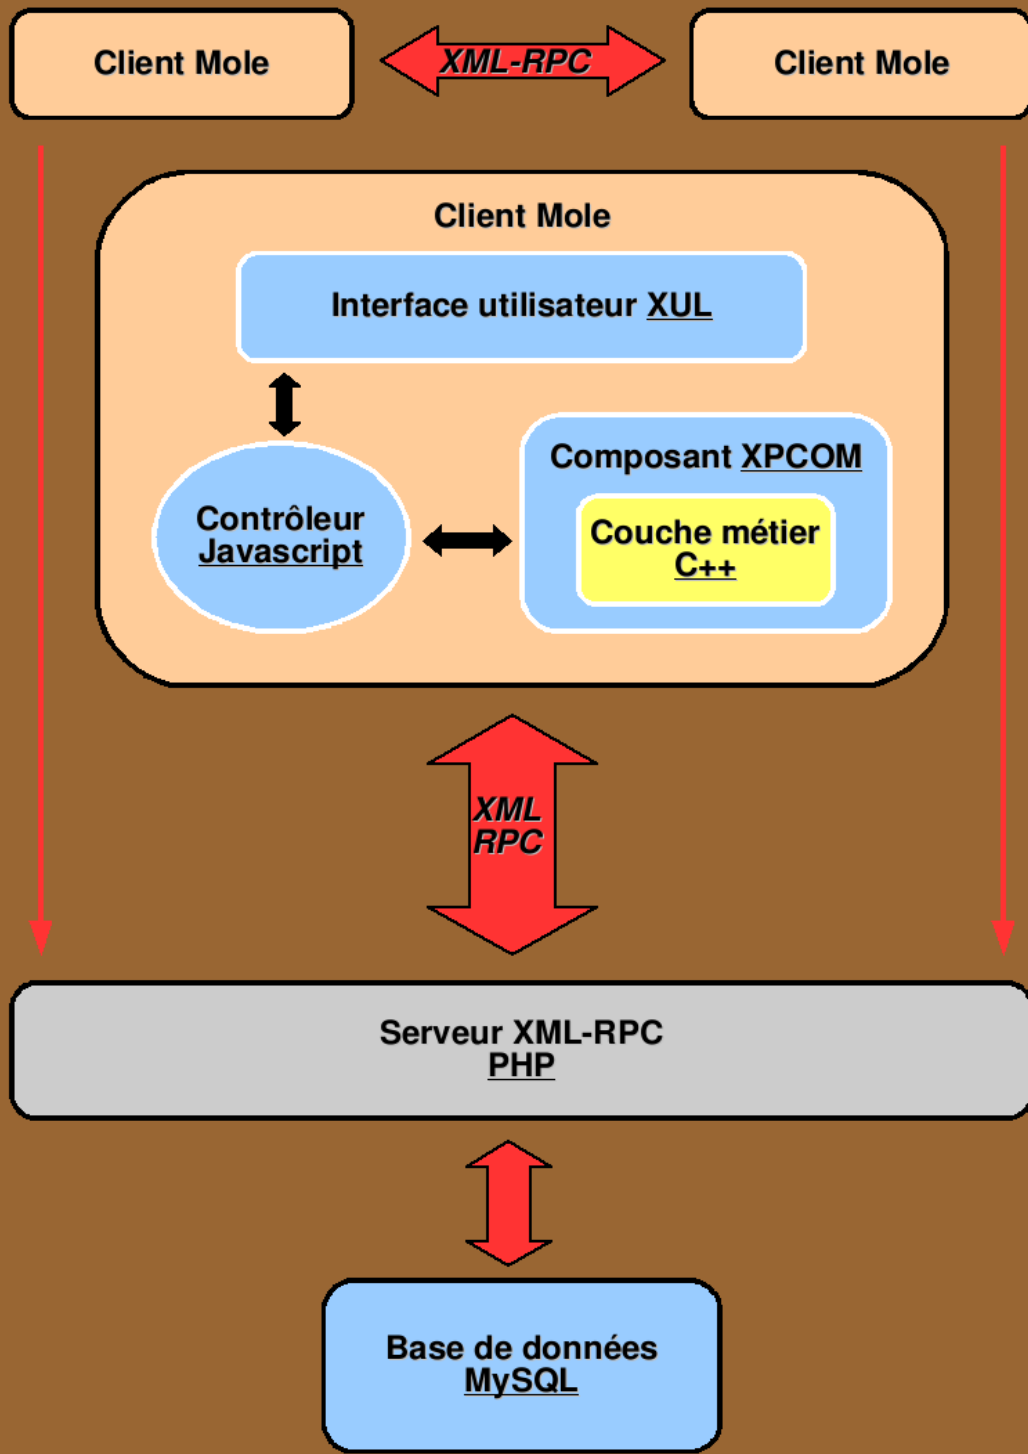 Client Mole
XML-RPC
Client Mole
Client Mole
Interface utilisateur XUL
Composant XPCOM
Contrôleur
Javascript
Couche métier
C++
XML
RPC
Serveur XML-RPC
PHP
Base de données
MySQL